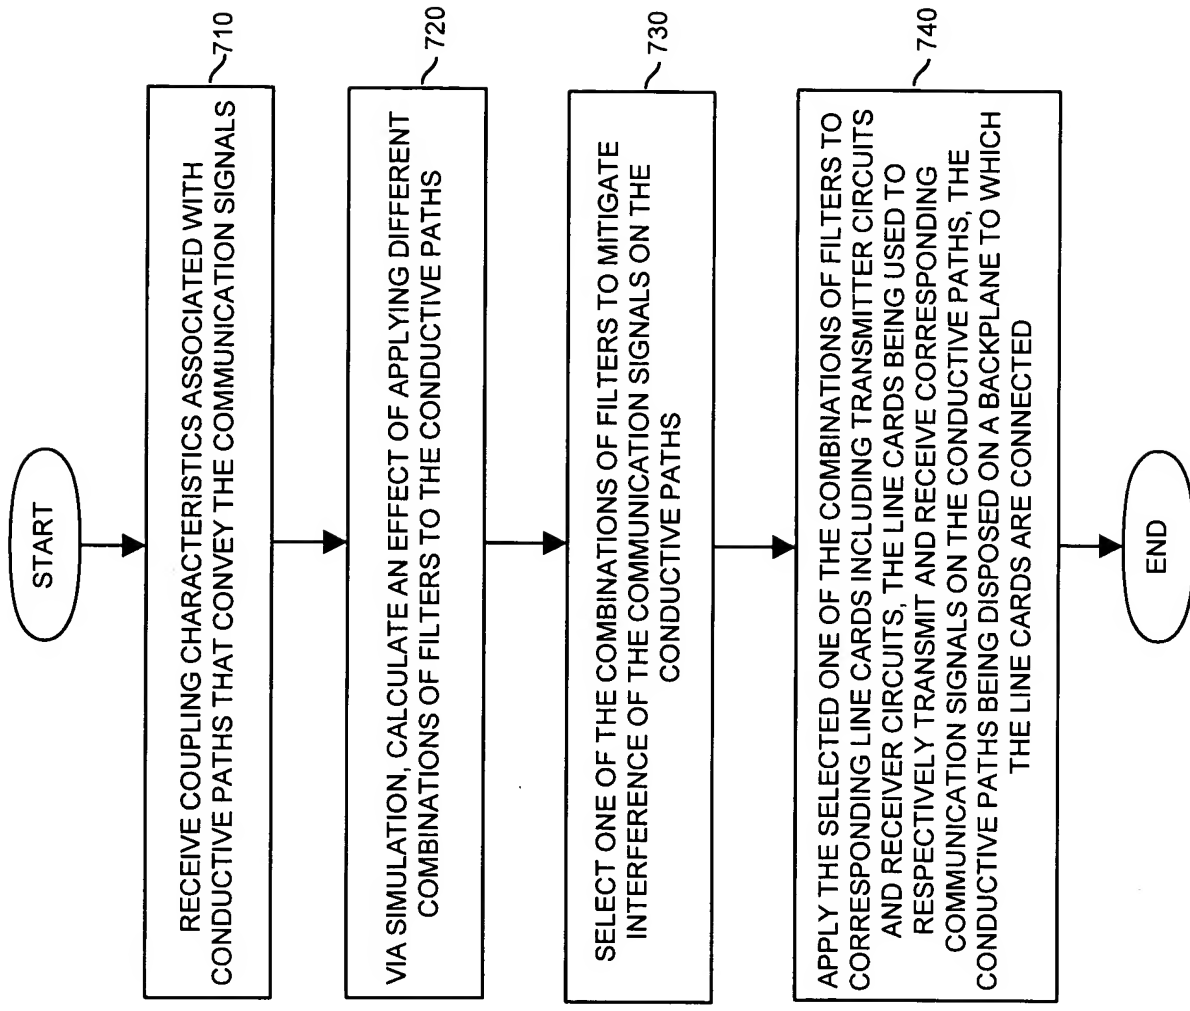 START
RECEIVE COUPLING CHARACTERISTICS ASSOCIATED WITH
CONDUCTIVE PATHS THAT CONVEY THE COMMUNICATION SIGNALS
710
VIA SIMULATION, CALCULATE AN EFFECT OF APPLYING DIFFERENT
COMBINATIONS OF FILTERS TO THE CONDUCTIVE PATHS
720
SELECT ONE OF THE COMBINATIONS OF FILTERS TO MITIGATE
INTERFERENCE OF THE COMMUNICATION SIGNALS ON THE
CONDUCTIVE PATHS
730
APPLY THE SELECTED ONE OF THE COMBINATIONS OF FILTERS TO
CORRESPONDING LINE CARDS INCLUDING TRANSMITTER CIRCUITS
AND RECEIVER CIRCUITS, THE LINE CARDS BEING USED TO
RESPECTIVELY TRANSMIT AND RECEIVE CORRESPONDING
COMMUNICATION SIGNALS ON THE CONDUCTIVE PATHS, THE
CONDUCTIVE PATHS BEING DISPOSED ON A BACKPLANE TO WHICH
THE LINE CARDS ARE CONNECTED
740
END